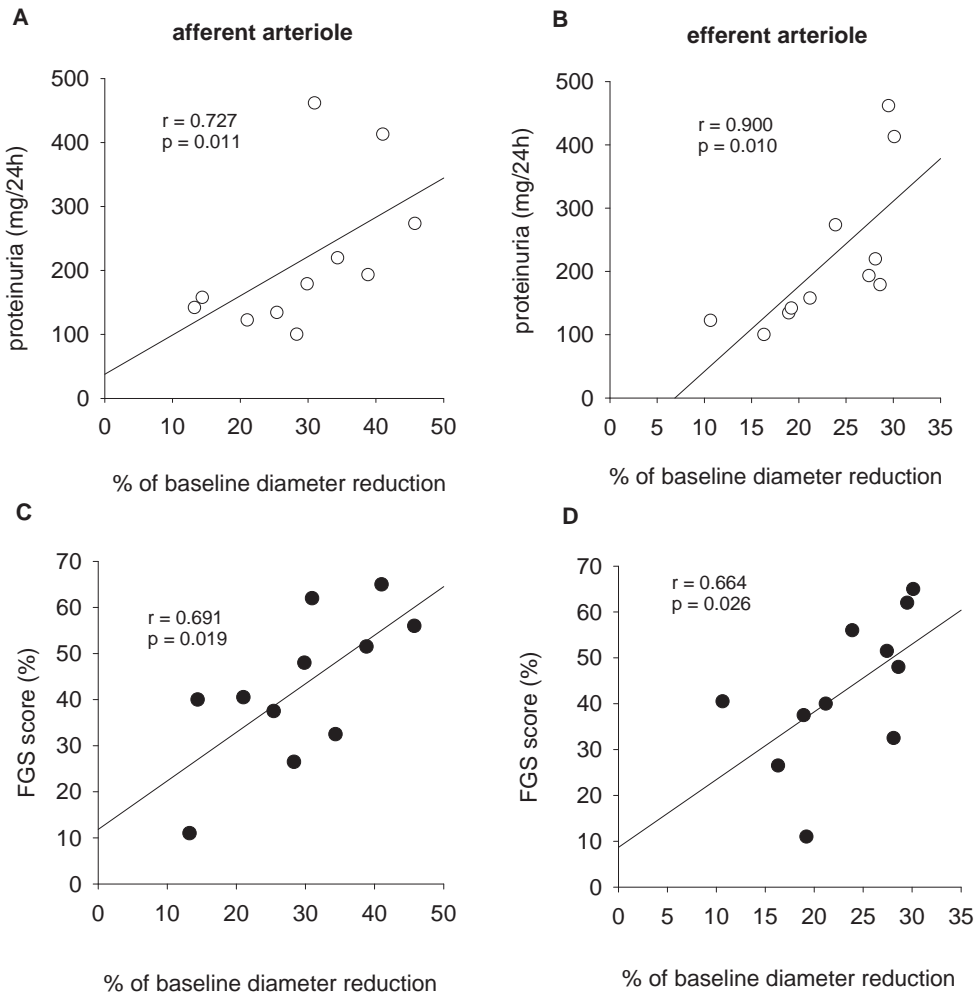 A
afferent arteriole
500
400
300
200
100
0
proteinuria (mg/24h)
r = 0.727
p = 0.011
0 10 20 30 40 50
% of baseline diameter reduction
B
efferent arteriole
500
400
300
200
100
0
proteinuria (mg/24h)
r = 0.900
p = 0.010
0 5 10 15 20 25 30 35
% of baseline diameter reduction
C
70
60
50
40
30
20
10
0
FGS score (%)
r = 0.691
p = 0.019
0 10 20 30 40 50
% of baseline diameter reduction
D
70
60
50
40
30
20
10
0
FGS score (%)
r = 0.664
p = 0.026
0 5 10 15 20 25 30 35
% of baseline diameter reduction